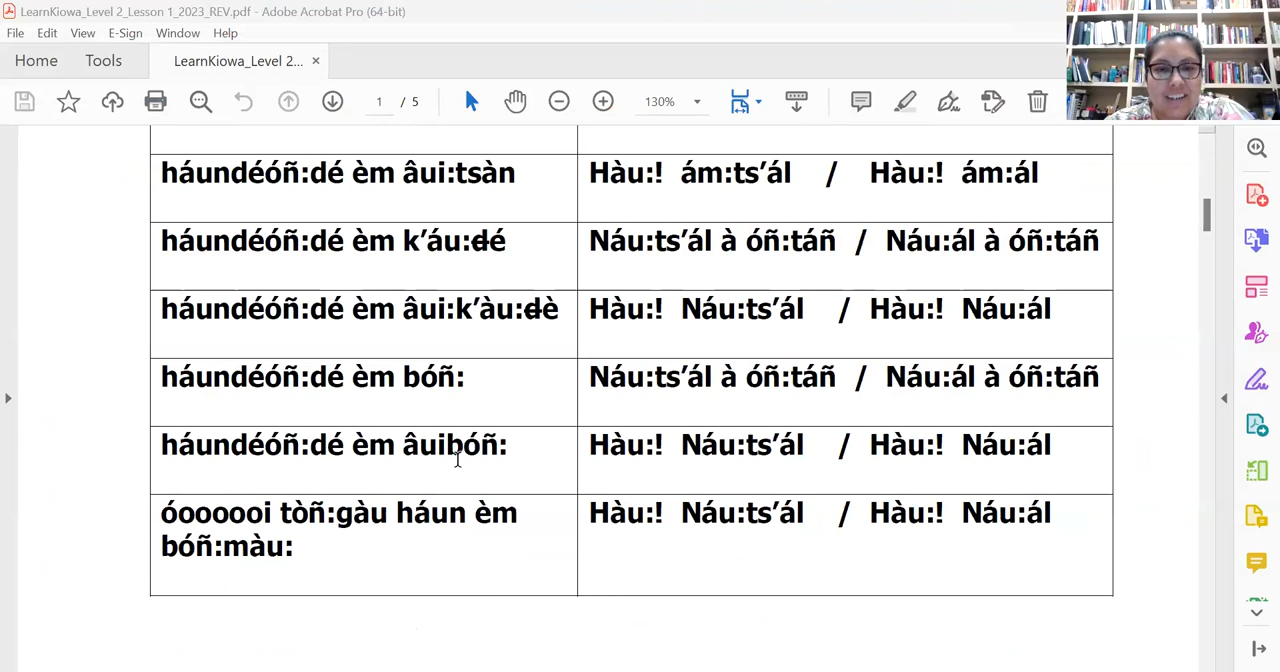 LearnKiowa_Level 2_Lesson 1_2023_REV.pdf - Adobe Acrobat Pro (64-bit)
File Edit View E-Sign Window Help
Home Tools LearnKiowa_Level 2... ×
1 / 5 130%
háundéóñ:dé èm âui:tsàn Hàu:! ám:ts’ál / Hàu:! ám:ál
háundéóñ:dé èm k’áu:đé Náu:ts’ál à óñ:táñ / Náu:ál à óñ:táñ
háundéóñ:dé èm âui:k’àu:đè Hàu:! Náu:ts’ál / Hàu:! Náu:ál
háundéóñ:dé èm bóñ: Náu:ts’ál à óñ:táñ / Náu:ál à óñ:táñ
háundéóñ:dé èm âuibóñ: Hàu:! Náu:ts’ál / Hàu:! Náu:ál
óoooooi tòñ:gàu háun èm Hàu:! Náu:ts’ál / Hàu:! Náu:ál
bóñ:màu: